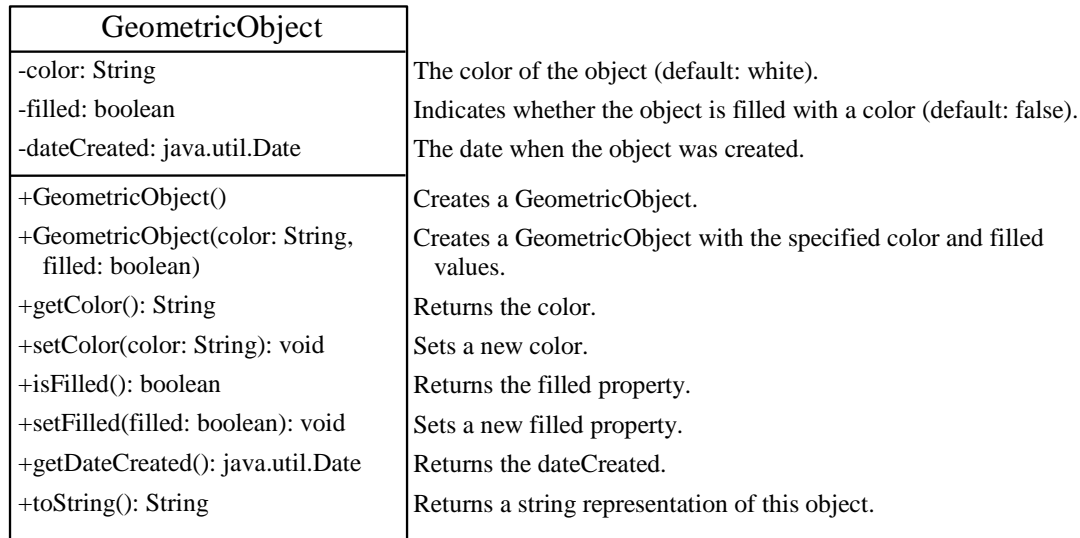 GeometricObject
-color: String The color of the object (default: white).
-filled: boolean Indicates whether the object is filled with a color (default: false).
-dateCreated: java.util.Date The date when the object was created.
+GeometricObject() Creates a GeometricObject.
+GeometricObject(color: String, Creates a GeometricObject with the specified color and filled
filled: boolean) values.
+getColor(): String Returns the color.
+setColor(color: String): void Sets a new color.
+isFilled(): boolean Returns the filled property.
+setFilled(filled: boolean): void Sets a new filled property.
+getDateCreated(): java.util.Date Returns the dateCreated.
+toString(): String Returns a string representation of this object.